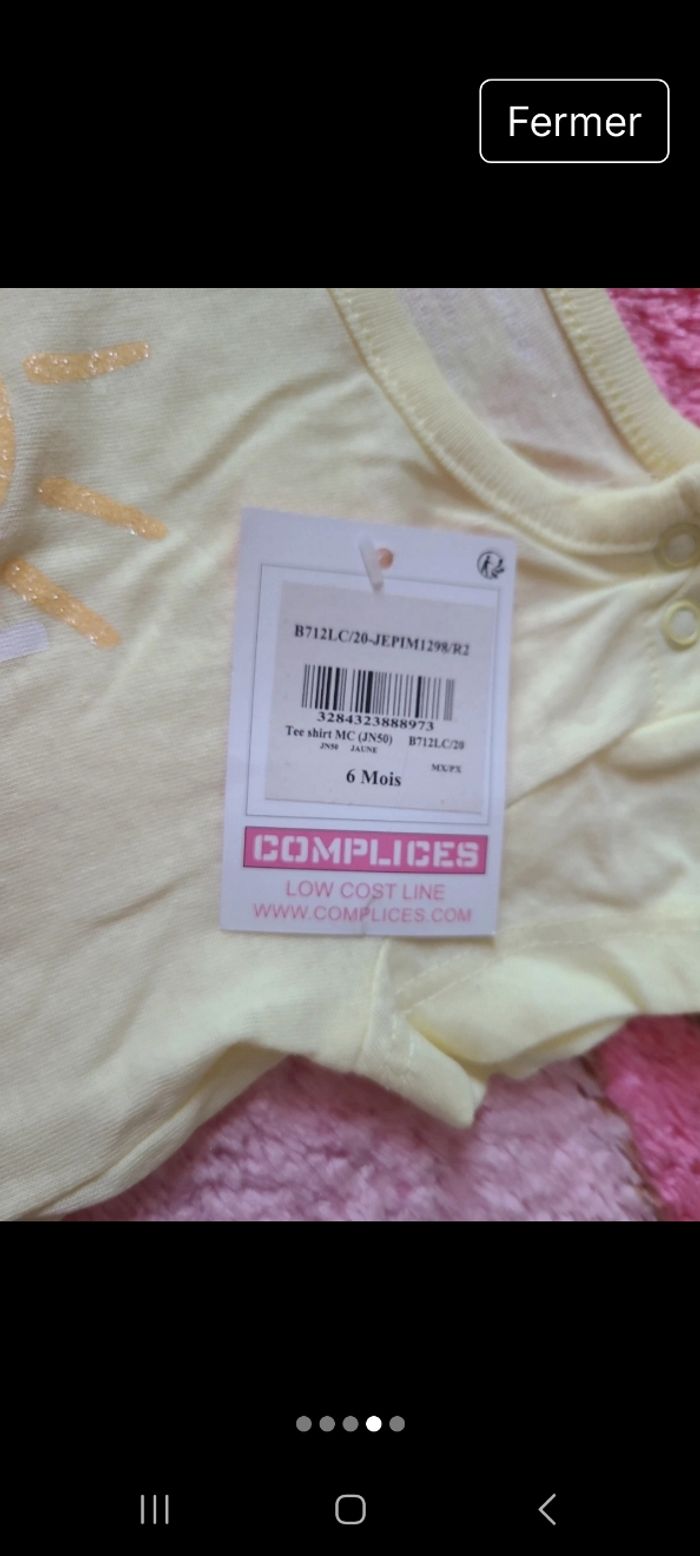 Fermer
B712LC/20-JEPIM1298/R2
3284323888973
Tee shirt MC (JN50) B712LC/20
JN50 JAUNE
MX/PX
6 Mois
COMPLICES
LOW COST LINE
WWW.COMPLICES.COM